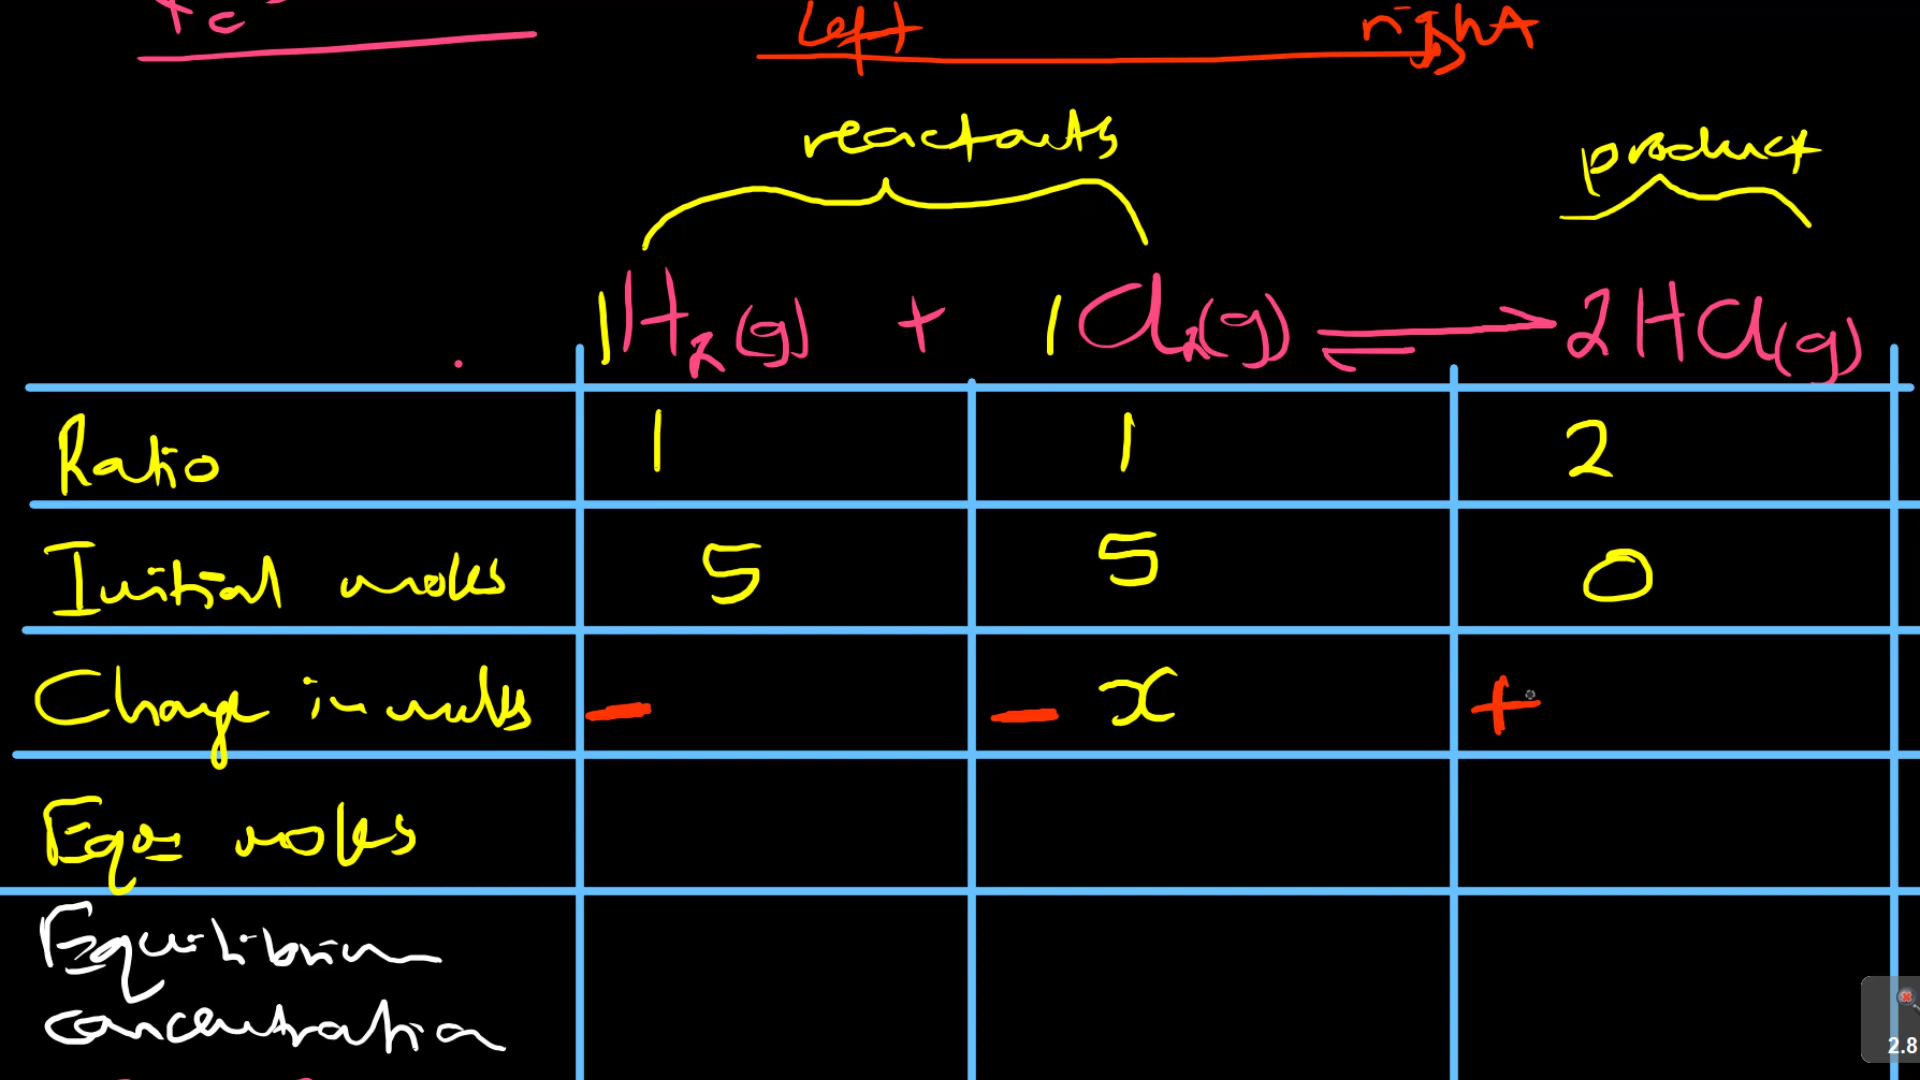 left right
reactants product
1H₂(g) + 1Cl₂(g) ⇌ 2HCl(g)
Ratio 1 1 2
Initial moles 5 5 0
Change in moles - - x +
Eqm moles
Equilibrium
concentration
2.8